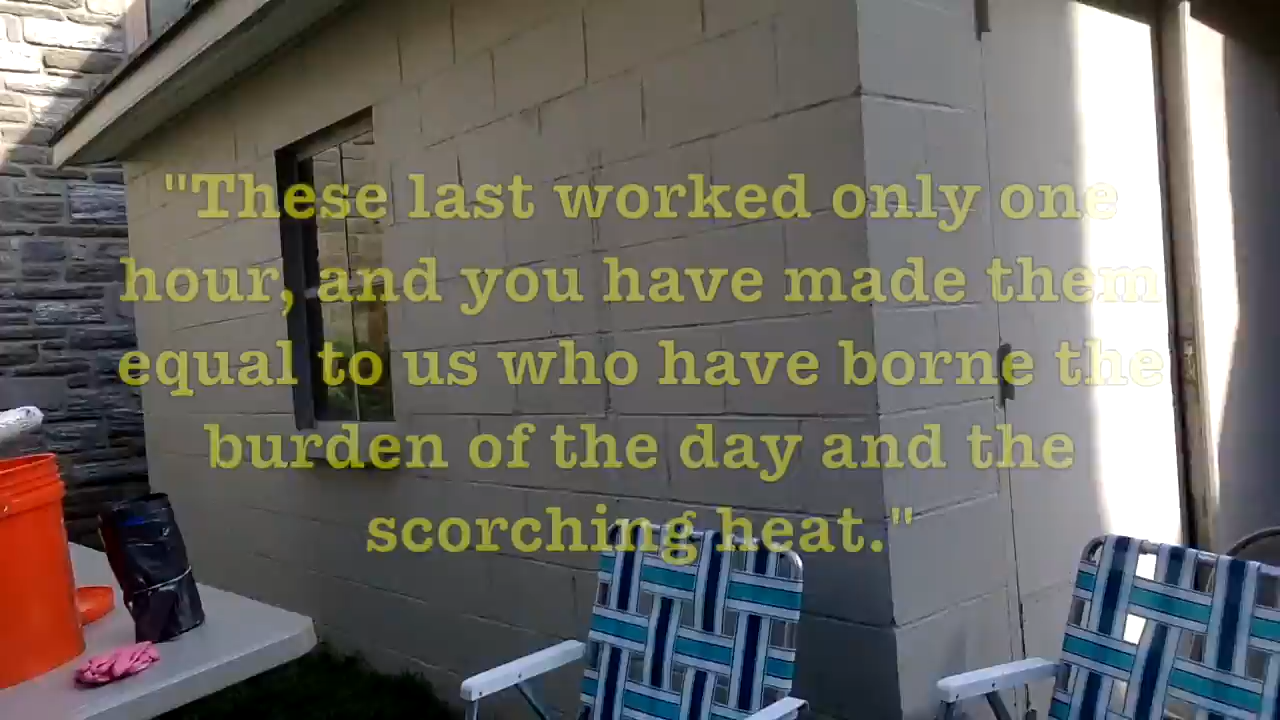 "These last worked only one
hour, and you have made them
equal to us who have borne the
burden of the day and the
scorching heat."